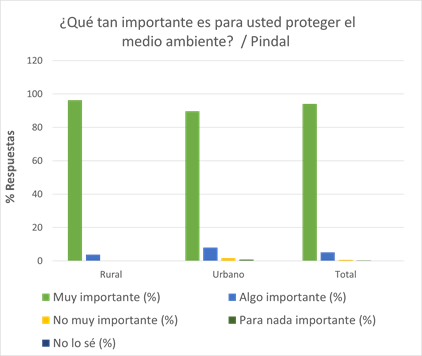 ¿Qué tan importante es para usted proteger el
medio ambiente?  / Pindal
% Respuestas
120
100
80
60
40
20
0
Rural
Urbano
Total
Muy importante (%)
Algo importante (%)
No muy importante (%)
Para nada importante (%)
No lo sé (%)